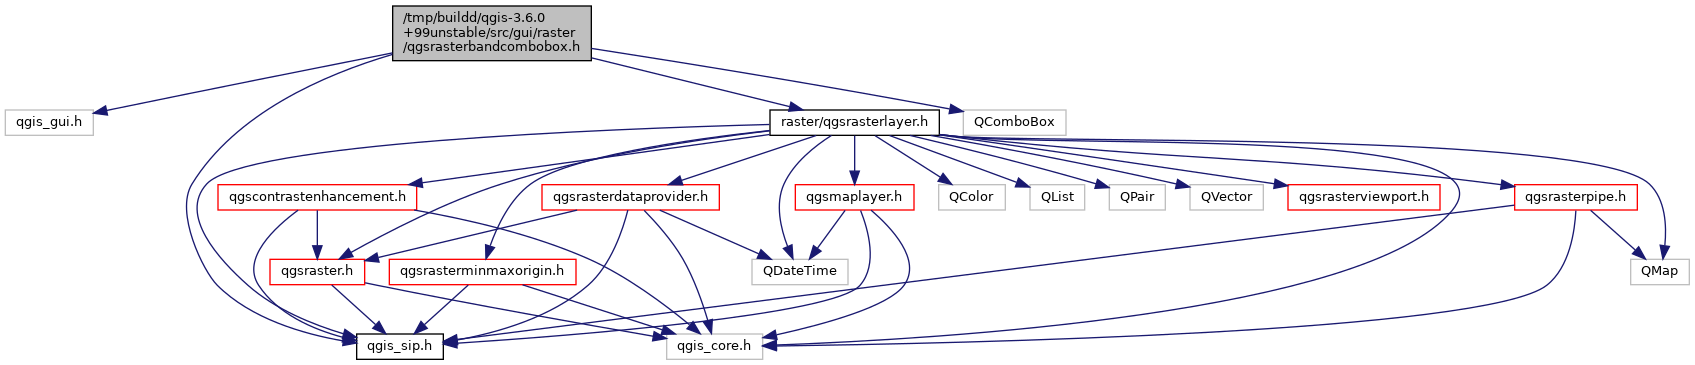 /tmp/buildd/qgis-3.6.0
+99unstable/src/gui/raster
/qgsrasterbandcombobox.h
qgis_gui.h
raster/qgsrasterlayer.h
QComboBox
qgscontrastenhancement.h
qgsrasterdataprovider.h
qgsmaplayer.h
QColor
QList
QPair
QVector
qgsrasterviewport.h
qgsrasterpipe.h
qgsraster.h
qgsrasterminmaxorigin.h
QDateTime
QMap
qgis_sip.h
qgis_core.h